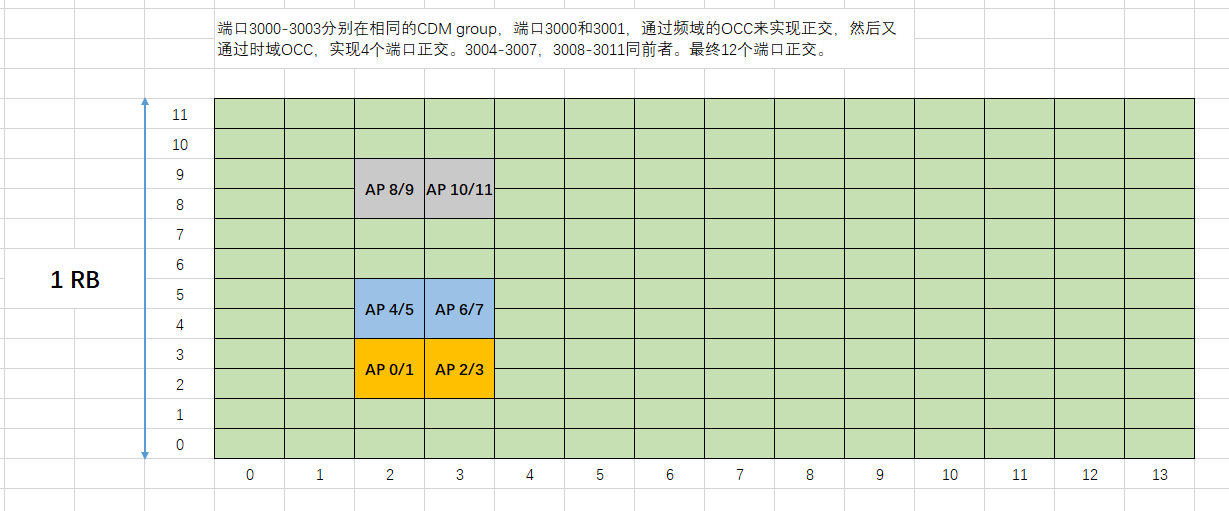 端口3000-3003分别在相同的CDM group，端口3000和3001，通过频域的OCC来实现正交，然后又
通过时域OCC，实现4个端口正交。3004-3007，3008-3011同前者。最终12个端口正交。
11
10
9
AP 8/9 AP 10/11
8
7
6
1 RB
5
AP 4/5 AP 6/7
4
3
AP 0/1 AP 2/3
2
1
0
0 1 2 3 4 5 6 7 8 9 10 11 12 13